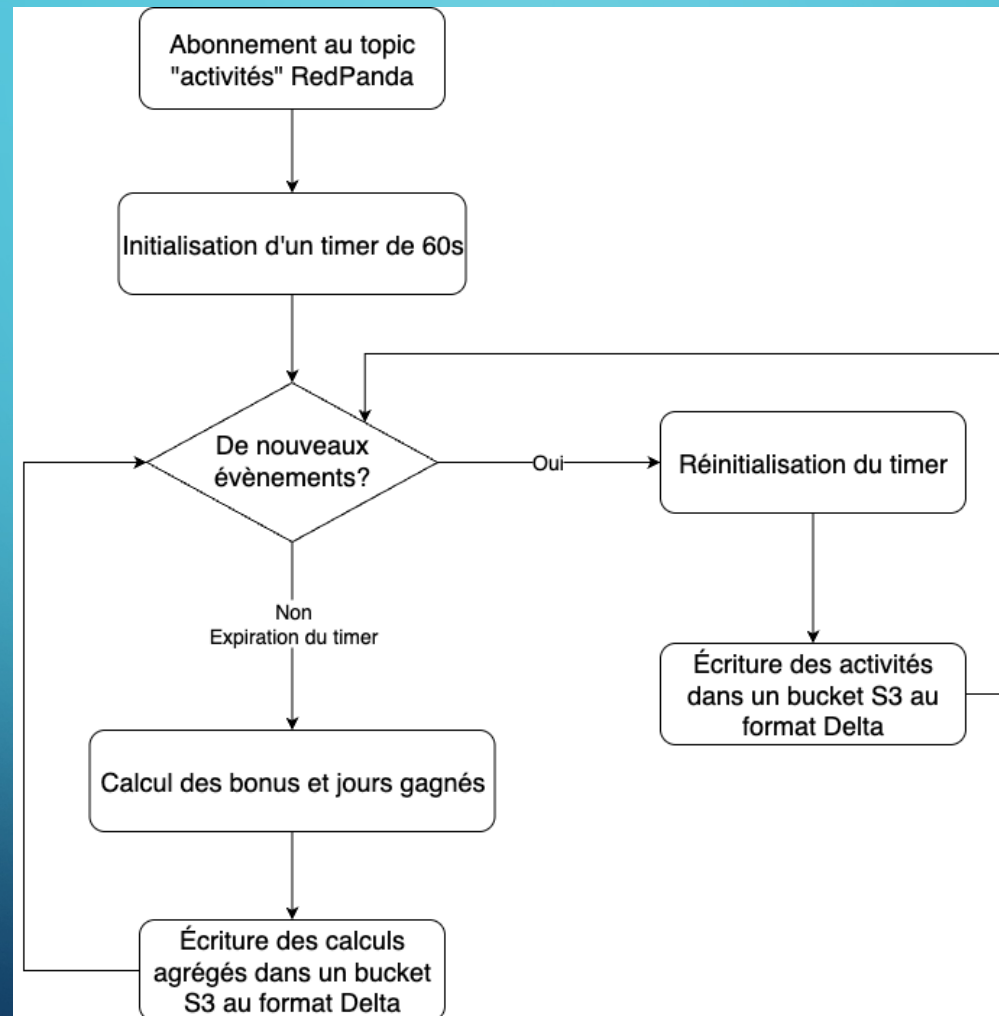 Abonnement au topic
"activités" RedPanda
Initialisation d'un timer de 60s
De nouveaux
évènements?
Oui
Réinitialisation du timer
Non
Expiration du timer
Écriture des activités
dans un bucket S3 au
format Delta
Calcul des bonus et jours gagnés
Écriture des calculs
agrégés dans un bucket
S3 au format Delta